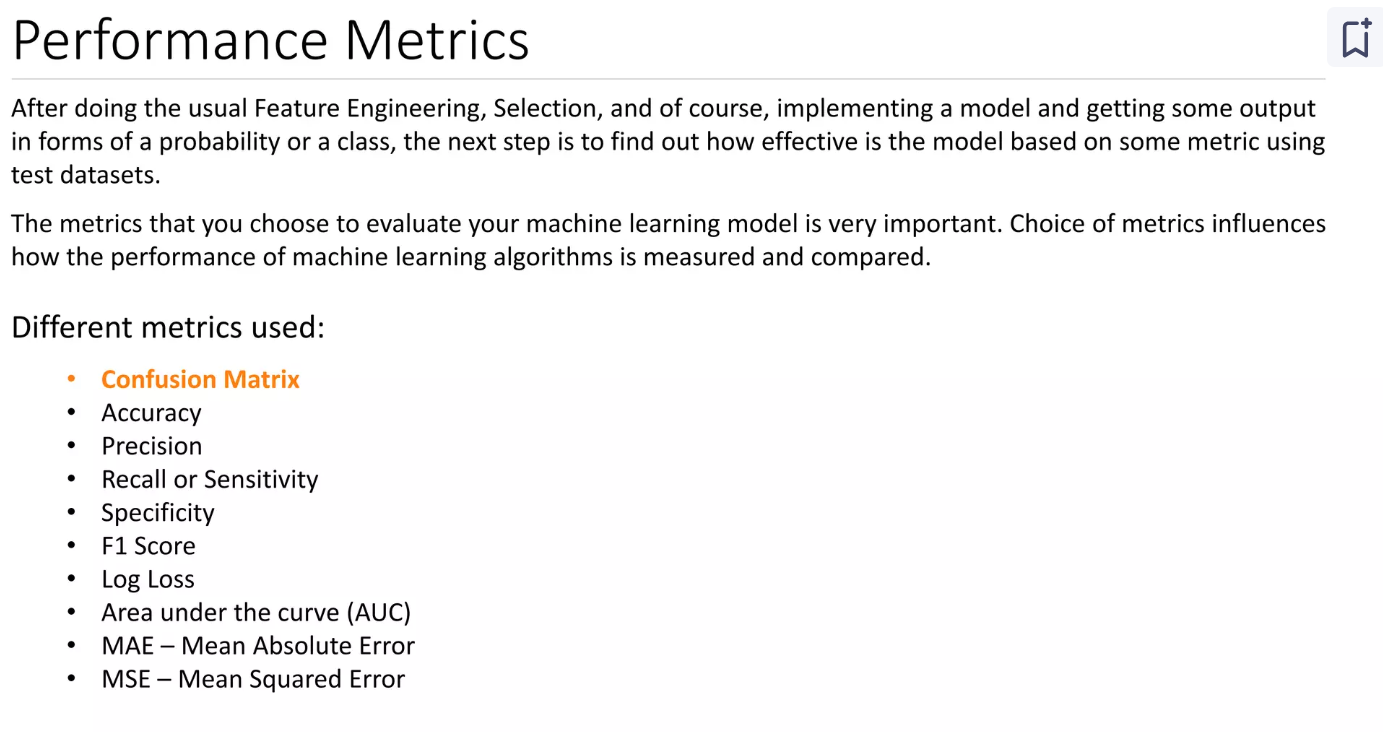 Performance Metrics
After doing the usual Feature Engineering, Selection, and of course, implementing a model and getting some output
in forms of a probability or a class, the next step is to find out how effective is the model based on some metric using
test datasets.
The metrics that you choose to evaluate your machine learning model is very important. Choice of metrics influences
how the performance of machine learning algorithms is measured and compared.
Different metrics used:
• Confusion Matrix
• Accuracy
• Precision
• Recall or Sensitivity
• Specificity
• F1 Score
• Log Loss
• Area under the curve (AUC)
• MAE – Mean Absolute Error
• MSE – Mean Squared Error